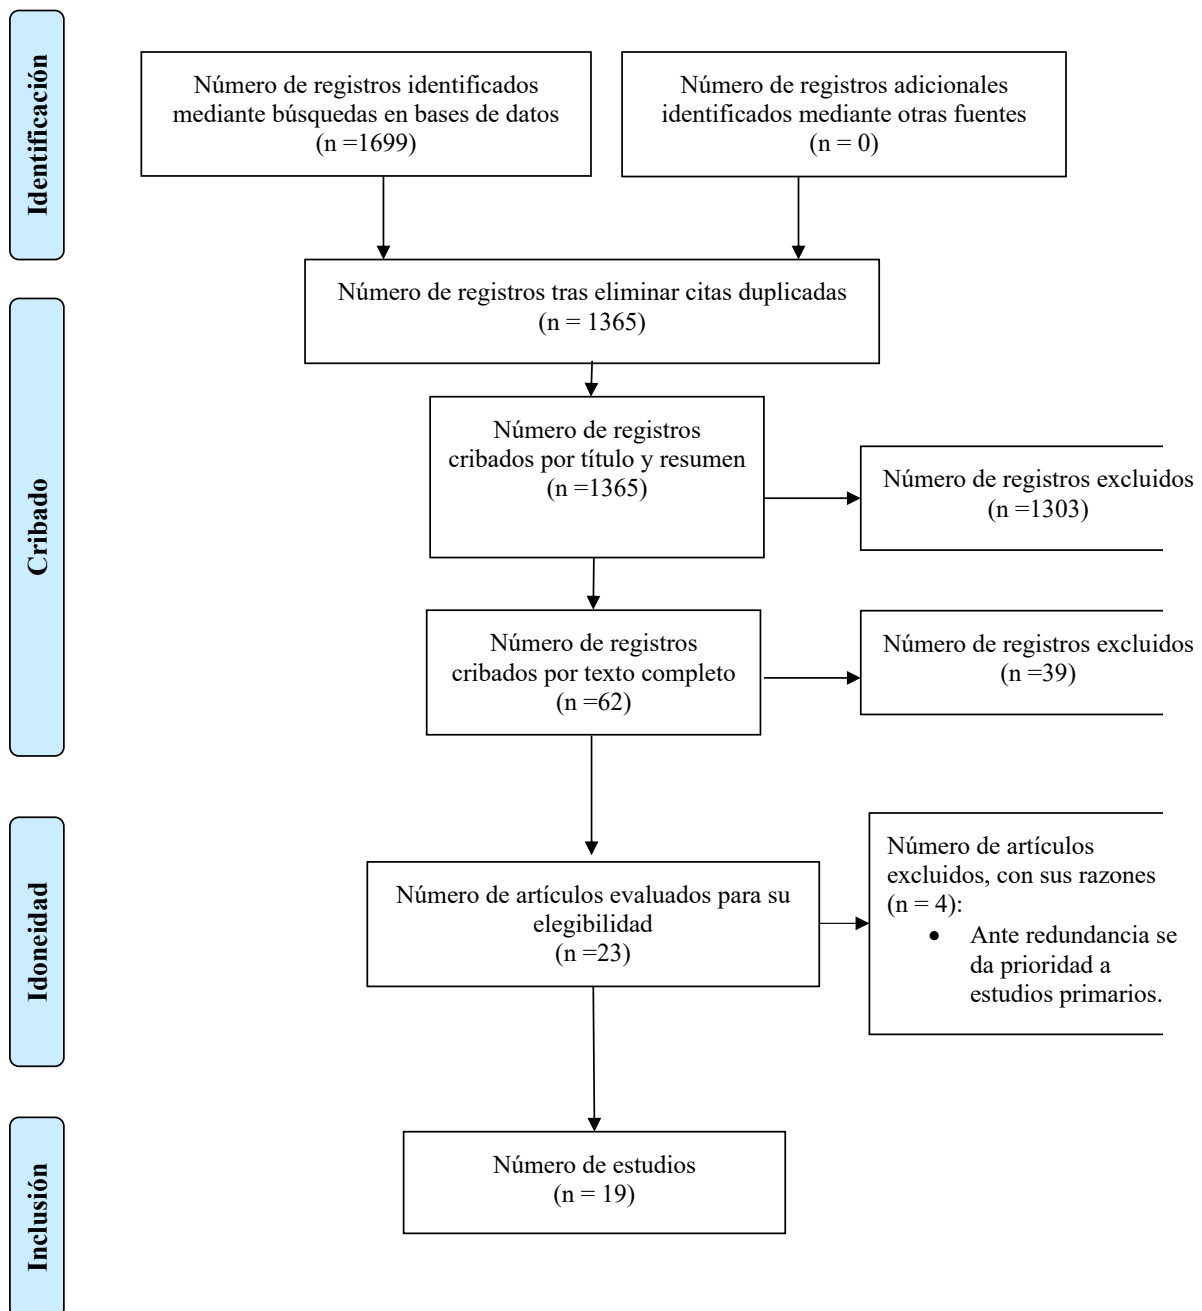 Identificación
Número de registros identificados
mediante búsquedas en bases de datos
(n =1699)
Número de registros adicionales
identificados mediante otras fuentes
(n = 0)
Número de registros tras eliminar citas duplicadas
(n = 1365)
Cribado
Número de registros
cribados por título y resumen
(n =1365)
Número de registros excluidos
(n =1303)
Número de registros
cribados por texto completo
(n =62)
Número de registros excluidos
(n =39)
Idoneidad
Número de artículos evaluados para su
elegibilidad
(n =23)
Número de artículos
excluidos, con sus razones
(n = 4):
• Ante redundancia se
da prioridad a
estudios primarios.
Inclusión
Número de estudios
(n = 19)